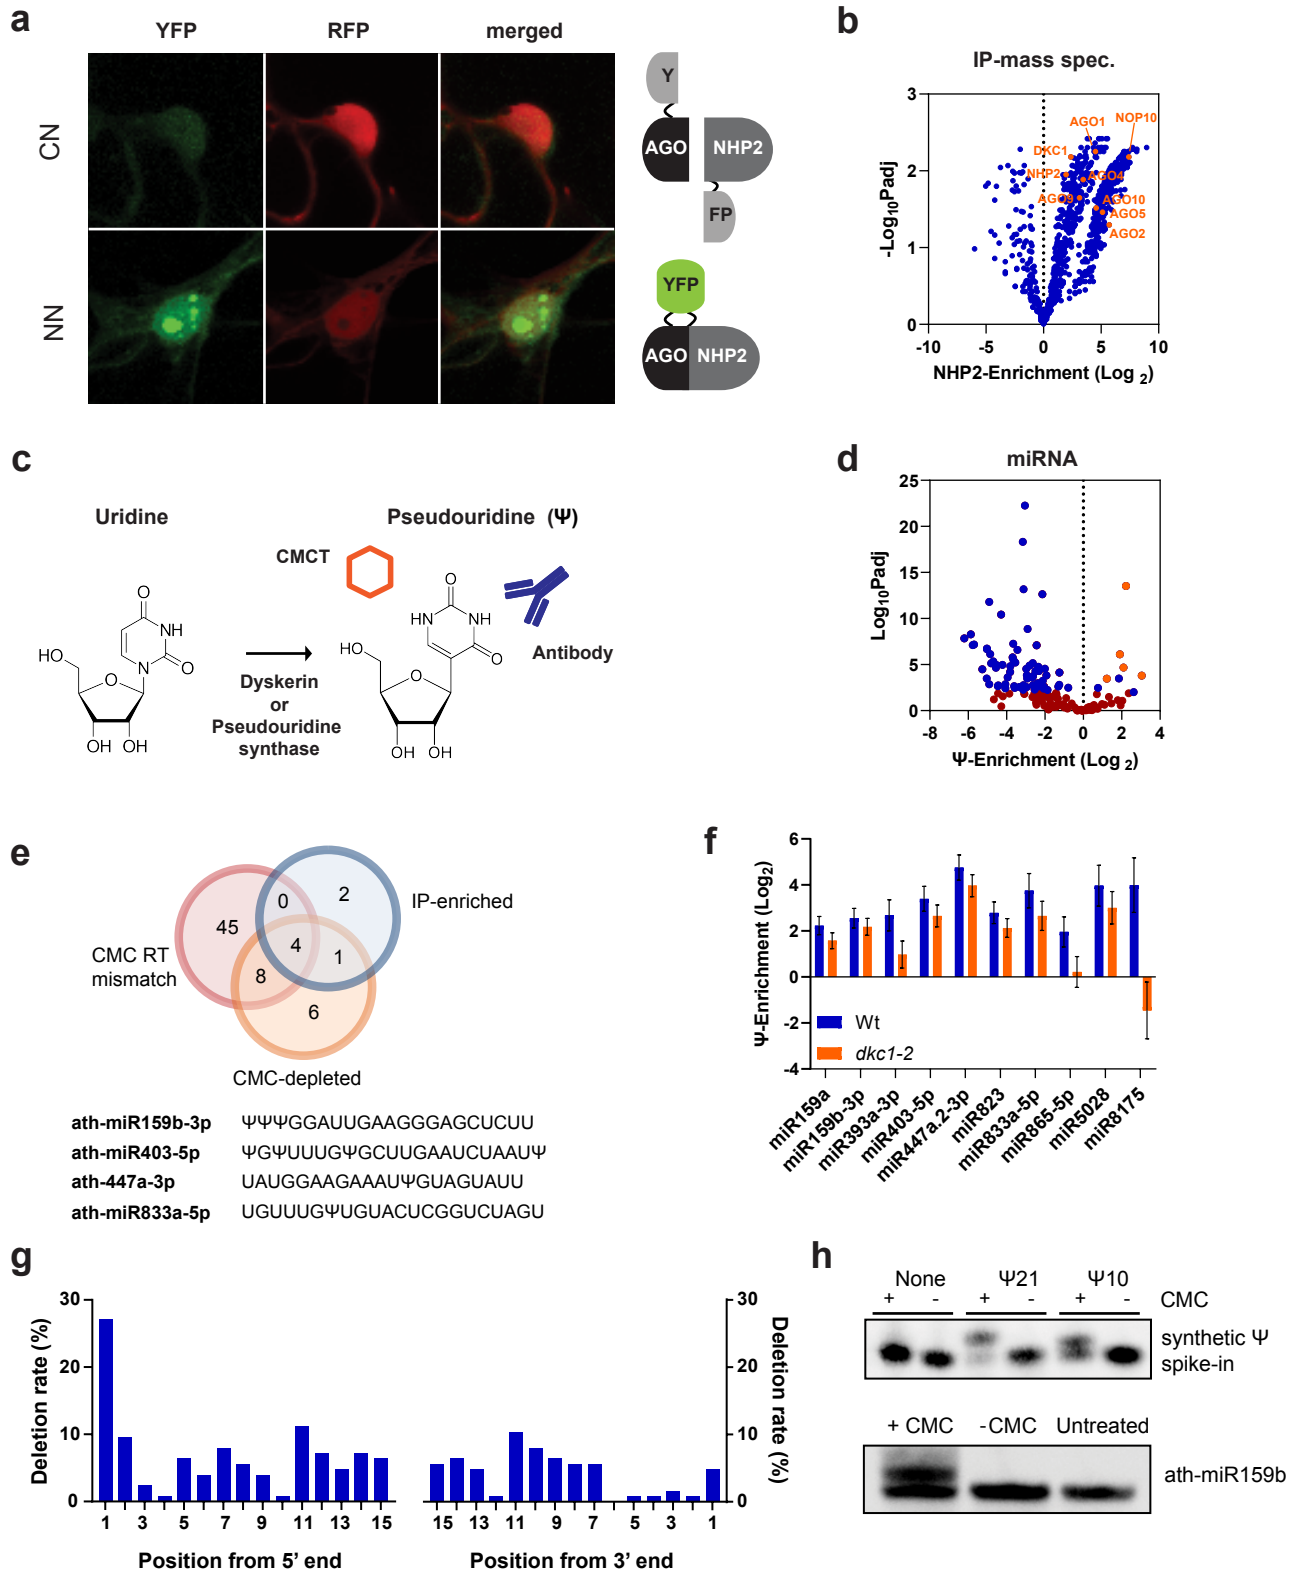 a
YFP
RFP
merged
CN
NN
Y
AGO
NHP2
FP
YFP
AGO
NHP2
b
IP-mass spec.
-Log10Padj
3
2
1
0
AGO1
NOP10
DKC1
NHP2
AGO4
AGO9
AGO10
AGO5
AGO2
-10
-5
0
5
10
NHP2-Enrichment (Log 2)
c
Uridine
Pseudouridine (Ψ)
CMCT
Antibody
Dyskerin
or
Pseudouridine
synthase
O
NH
N
O
HO
O
OH
OH
O
HN
NH
O
HO
O
OH
OH
d
miRNA
Log10Padj
25
20
15
10
5
0
-8
-6
-4
-2
0
2
4
Ψ-Enrichment (Log 2)
e
45
0
2
4
1
8
6
IP-enriched
CMC RT
mismatch
CMC-depleted
ath-miR159b-3p ΨΨΨGGAUUGAAGGGAGCUCUU
ath-miR403-5p ΨGΨUUUGΨGCUUGAAUCUAAUΨ
ath-447a-3p UAUGGAAGAAAUΨGUAGUAUU
ath-miR833a-5p UGUUUGΨUGUACUCGGUCUAGU
f
Ψ-Enrichment (Log2)
6
4
2
0
-2
-4
Wt
dkc1-2
miR159a
miR159b-3p
miR393a-3p
miR403-5p
miR447a.2-3p
miR823
miR833a-5p
miR865-5p
miR5028
miR8175
g
Deletion rate (%)
30
20
10
0
1
3
5
7
9
11
13
15
Position from 5' end
15
13
11
9
7
5
3
1
Position from 3' end
30
20
10
0
Deletion rate (%)
h
None
Ψ21
Ψ10
+ - + - + - CMC
synthetic Ψ
spike-in
+ CMC
-CMC
Untreated
ath-miR159b